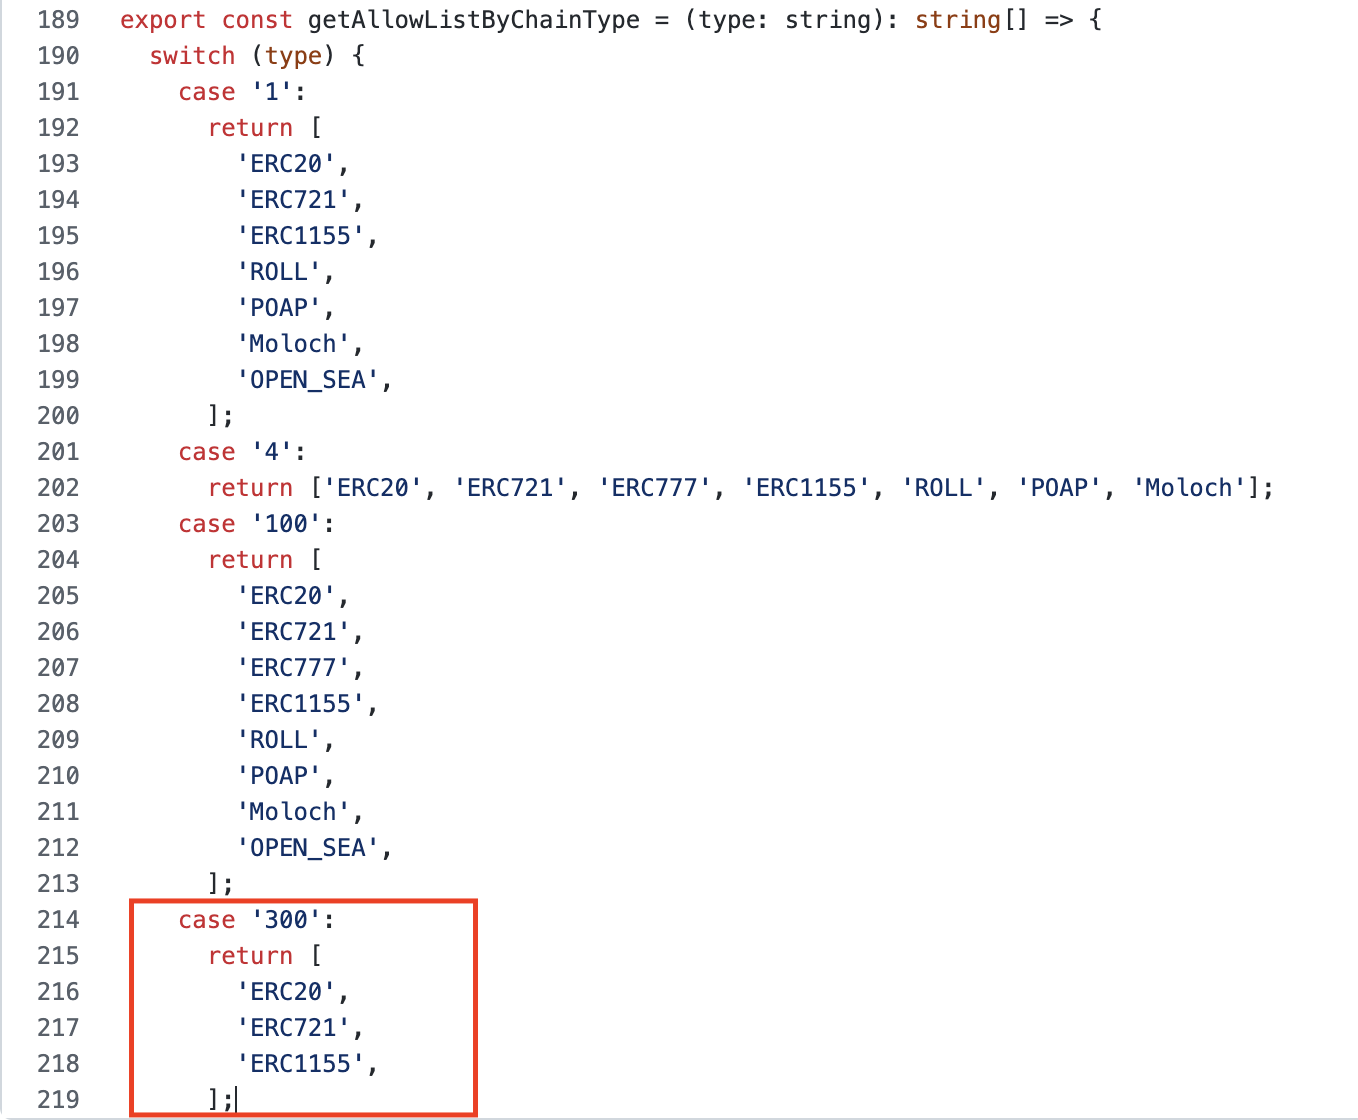 189 export const getAllowListByChainType = (type: string): string[] => {
190 switch (type) {
191 case '1':
192 return [
193 'ERC20',
194 'ERC721',
195 'ERC1155',
196 'ROLL',
197 'POAP',
198 'Moloch',
199 'OPEN_SEA',
200 ];
201 case '4':
202 return ['ERC20', 'ERC721', 'ERC777', 'ERC1155', 'ROLL', 'POAP', 'Moloch'];
203 case '100':
204 return [
205 'ERC20',
206 'ERC721',
207 'ERC777',
208 'ERC1155',
209 'ROLL',
210 'POAP',
211 'Moloch',
212 'OPEN_SEA',
213 ];
214 case '300':
215 return [
216 'ERC20',
217 'ERC721',
218 'ERC1155',
219 ];